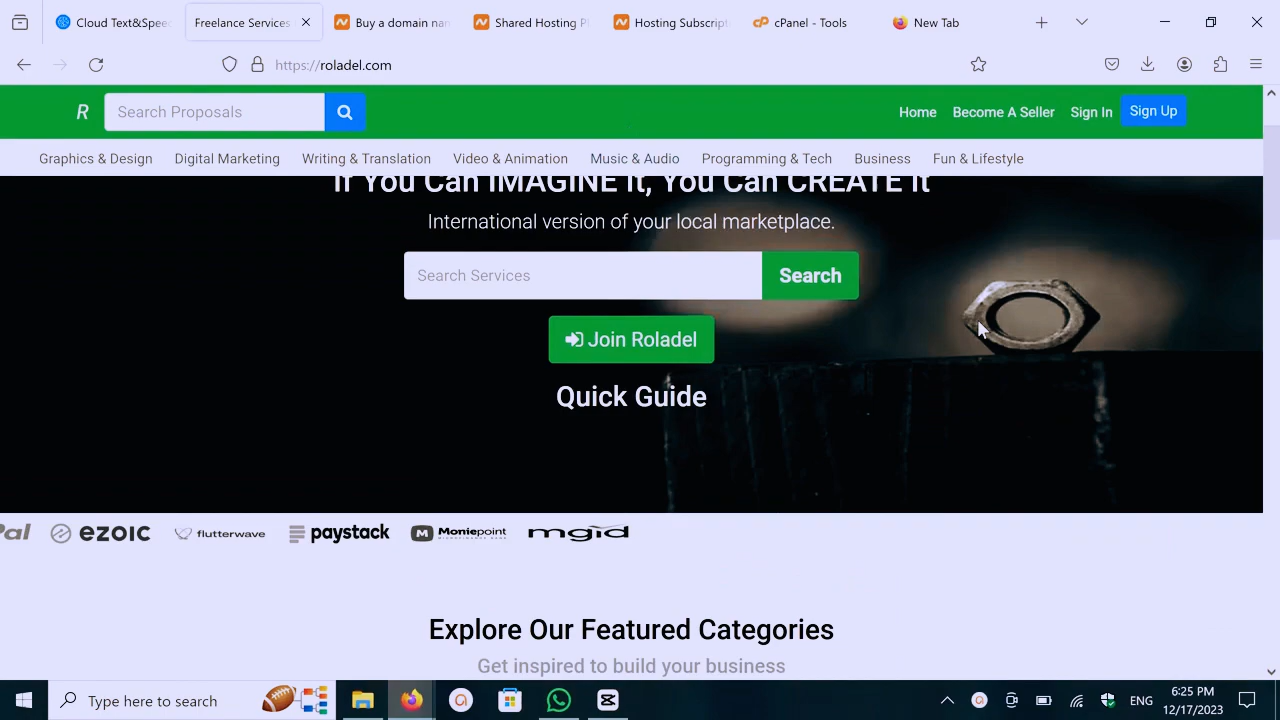 Cloud Text&Speec
Freelance Services
Buy a domain nam
Shared Hosting Pl
Hosting Subscript
cPanel - Tools
New Tab
https://roladel.com
R
Search Proposals
Home
Become A Seller
Sign In
Sign Up
Graphics & Design
Digital Marketing
Writing & Translation
Video & Animation
Music & Audio
Programming & Tech
Business
Fun & Lifestyle
If You Can IMAGINE It, You Can CREATE It
International version of your local marketplace.
Search Services
Search
Join Roladel
Quick Guide
Pal
EZOIC
flutterwave
paystack
Moniepoint
mgid
Explore Our Featured Categories
Get inspired to build your business
Type here to search
ENG
6:25 PM
12/17/2023